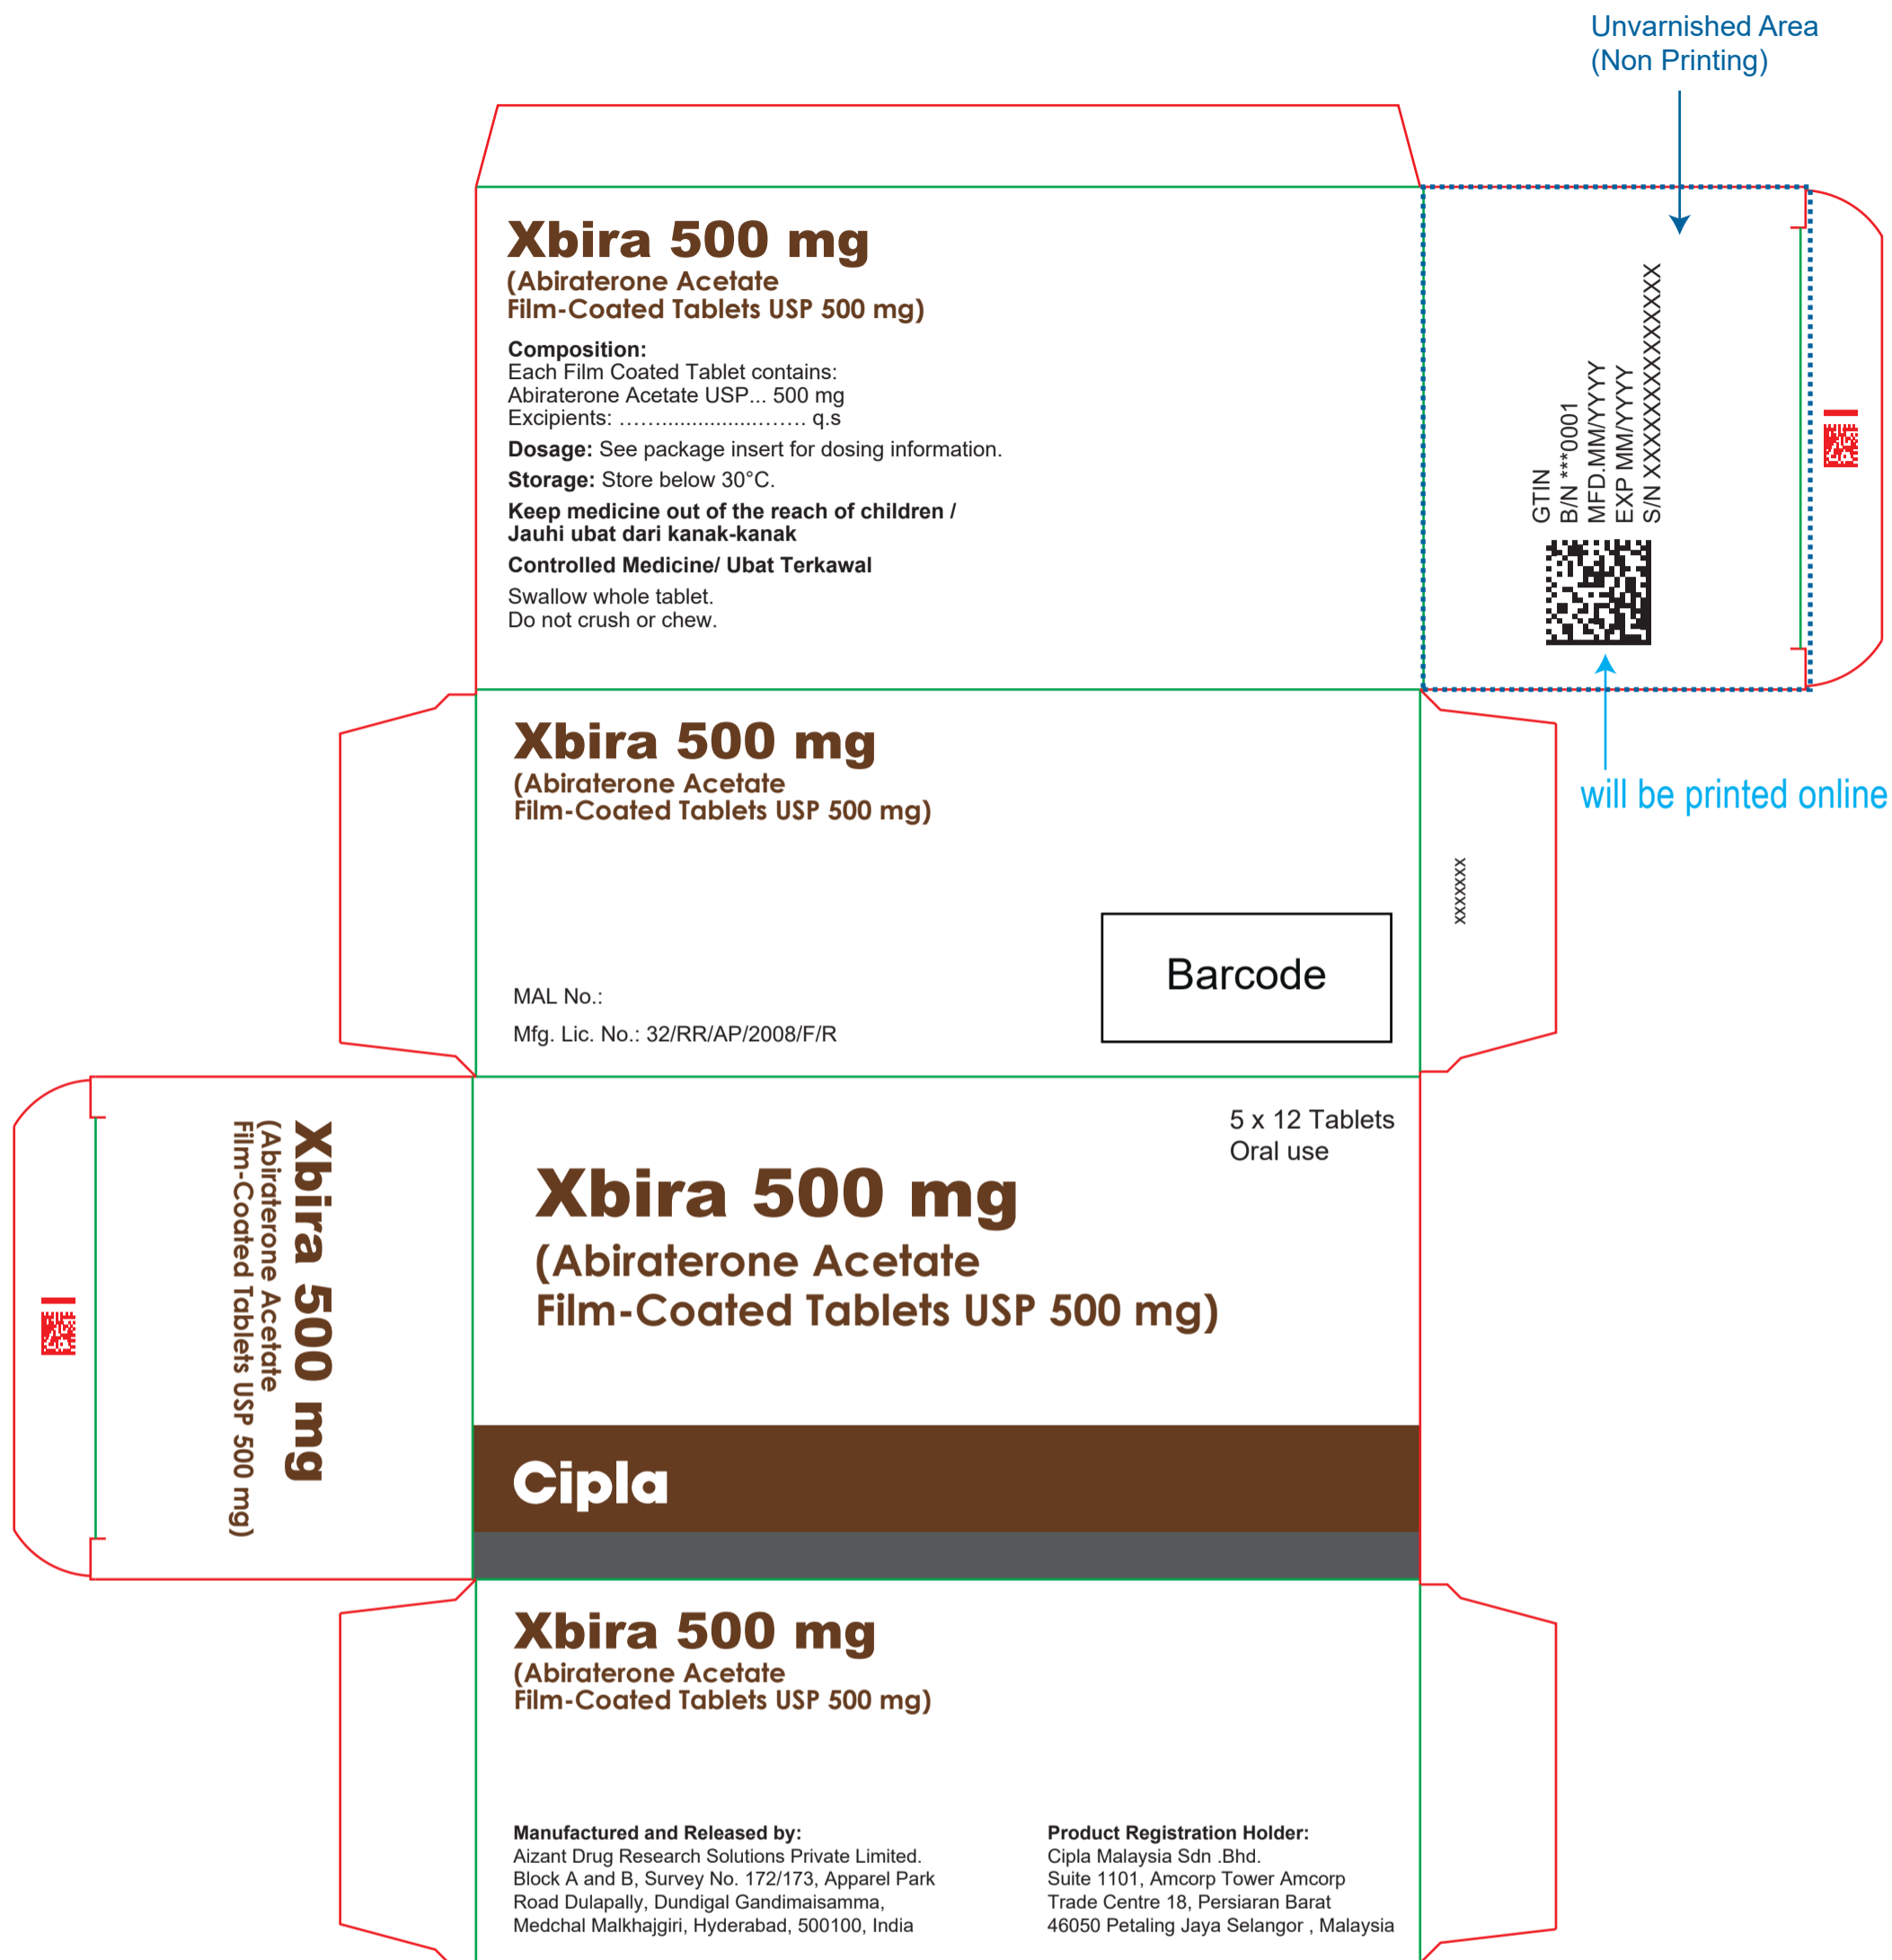 Unvarnished Area
(Non Printing)
Xbira 500 mg
(Abiraterone Acetate
Film-Coated Tablets USP 500 mg)
Composition:
Each Film Coated Tablet contains:
Abiraterone Acetate USP... 500 mg
Excipients: ……................……. q.s
Dosage: See package insert for dosing information.
Storage: Store below 30°C.
Keep medicine out of the reach of children /
Jauhi ubat dari kanak-kanak
Controlled Medicine/ Ubat Terkawal
Swallow whole tablet.
Do not crush or chew.
GTIN
B/N ***0001
MFD.MM/YYYY
EXP MM/YYYY
S/N XXXXXXXXXXXXXXXX
will be printed online
Xbira 500 mg
(Abiraterone Acetate
Film-Coated Tablets USP 500 mg)
MAL No.:
Mfg. Lic. No.: 32/RR/AP/2008/F/R
Barcode
xxxxxxxx
Xbira 500 mg
(Abiraterone Acetate
Film-Coated Tablets USP 500 mg)
5 x 12 Tablets
Oral use
Xbira 500 mg
(Abiraterone Acetate
Film-Coated Tablets USP 500 mg)
Cipla
Xbira 500 mg
(Abiraterone Acetate
Film-Coated Tablets USP 500 mg)
Manufactured and Released by:
Aizant Drug Research Solutions Private Limited.
Block A and B, Survey No. 172/173, Apparel Park
Road Dulapally, Dundigal Gandimaisamma,
Medchal Malkhajgiri, Hyderabad, 500100, India
Product Registration Holder:
Cipla Malaysia Sdn .Bhd.
Suite 1101, Amcorp Tower Amcorp
Trade Centre 18, Persiaran Barat
46050 Petaling Jaya Selangor , Malaysia